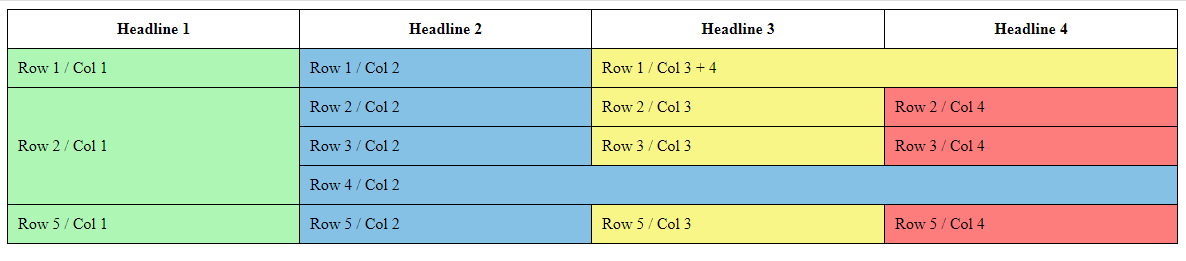 Headline 1 Headline 2 Headline 3 Headline 4
Row 1 / Col 1 Row 1 / Col 2 Row 1 / Col 3 + 4
Row 2 / Col 1 Row 2 / Col 2 Row 2 / Col 3 Row 2 / Col 4
Row 3 / Col 2 Row 3 / Col 3 Row 3 / Col 4
Row 4 / Col 2
Row 5 / Col 1 Row 5 / Col 2 Row 5 / Col 3 Row 5 / Col 4